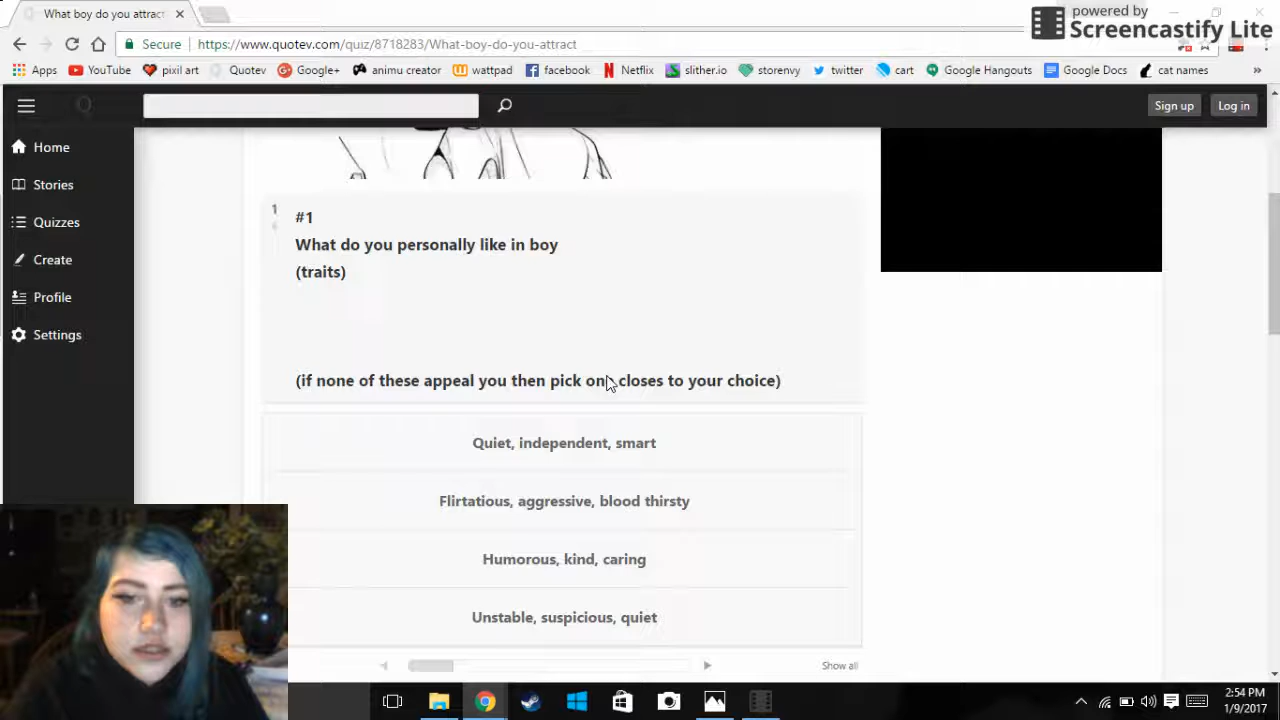 What boy do you attract
powered by
Screencastify Lite
Secure https://www.quotev.com/quiz/8718283/What-boy-do-you-attract
Apps YouTube pixil art Quotev Google+ animu creator wattpad facebook Netflix slither.io storenvy twitter cart Google Hangouts Google Docs cat names »
Q
Sign up Log in
Home
Stories
Quizzes
Create
Profile
Settings
1
#1
What do you personally like in boy
(traits)
(if none of these appeal you then pick one closes to your choice)
Quiet, independent, smart
Flirtatious, aggressive, blood thirsty
Humorous, kind, caring
Unstable, suspicious, quiet
Show all
2:54 PM
1/9/2017